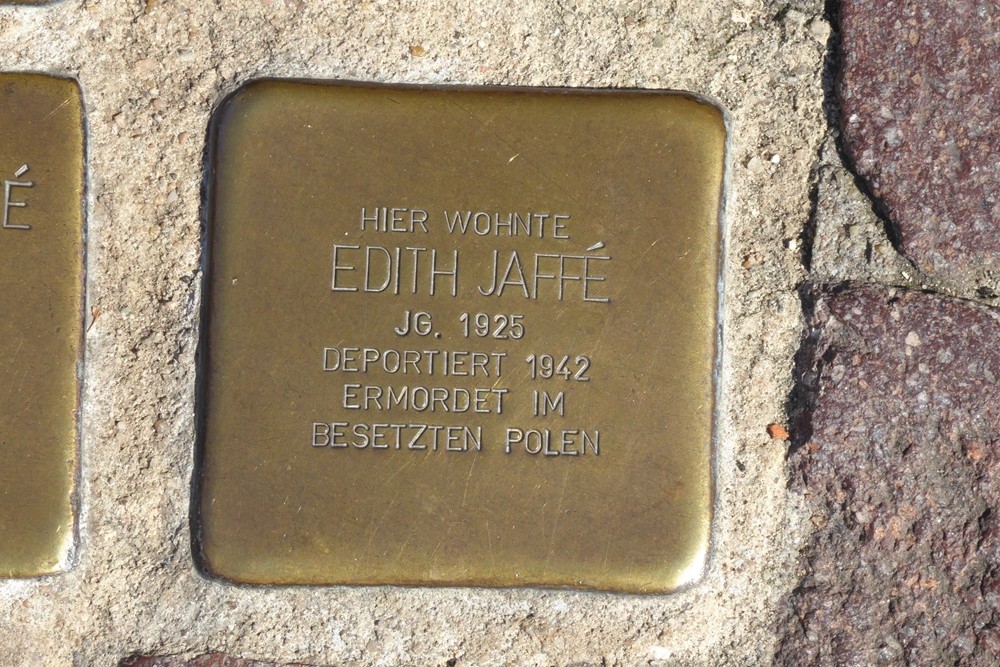 HIER WOHNTE
EDITH JAFFÉ
JG. 1925
DEPORTIERT 1942
ERMORDET IM
BESETZTEN POLEN
É